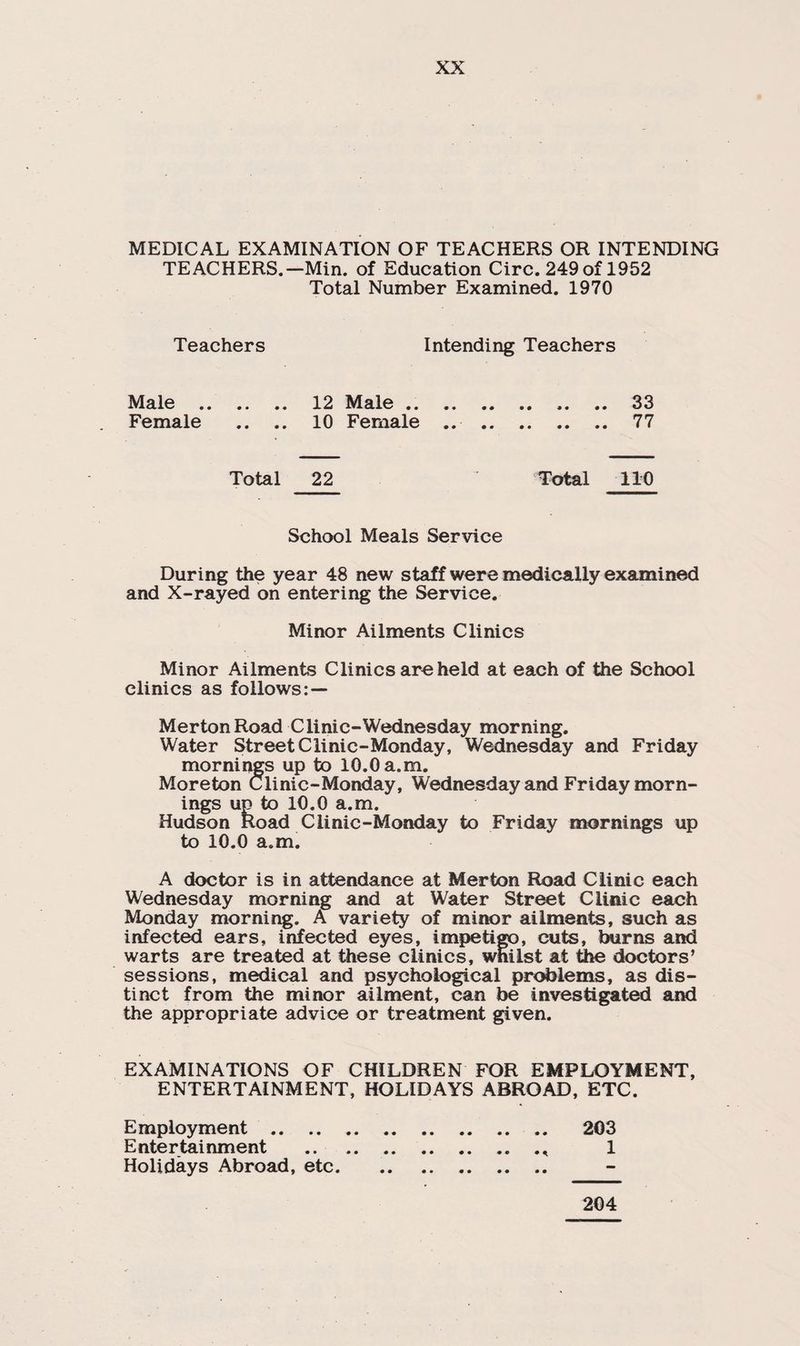 XX
MEDICAL EXAMINATION OF TEACHERS OR INTENDING
TEACHERS.—Min. of Education Circ. 249 of 1952
Total Number Examined. 1970
Teachers Intending Teachers
Male .. .. .. 12 Male .. .. .. .. .. .. 33
Female .. .. 10 Female .. .. .. .. .. 77
Total 22 Total 110
School Meals Service
During the year 48 new staff were medically examined
and X-rayed on entering the Service.
Minor Ailments Clinics
Minor Ailments Clinics are held at each of the School
clinics as follows:—
Merton Road Clinic-Wednesday morning.
Water Street Clinic-Monday, Wednesday and Friday
mornings up to 10.0 a.m.
Moreton Clinic-Monday, Wednesday and Friday morn-
ings up to 10.0 a.m.
Hudson Road Clinic-Monday to Friday mornings up
to 10.0 a.m.
A doctor is in attendance at Merton Road Clinic each
Wednesday morning and at Water Street Clinic each
Monday morning. A variety of minor ailments, such as
infected ears, infected eyes, impetigo, cuts, burns and
warts are treated at these clinics, whilst at the doctors'
sessions, medical and psychological problems, as dis-
tinct from the minor ailment, can be investigated and
the appropriate advice or treatment given.
EXAMINATIONS OF CHILDREN FOR EMPLOYMENT,
ENTERTAINMENT, HOLIDAYS ABROAD, ETC.
Employment .. .. .. .. .. .. .. .. 203
Entertainment .. .. .. .. .. .. .. 1
Holidays Abroad, etc. .. .. .. .. .. -
204